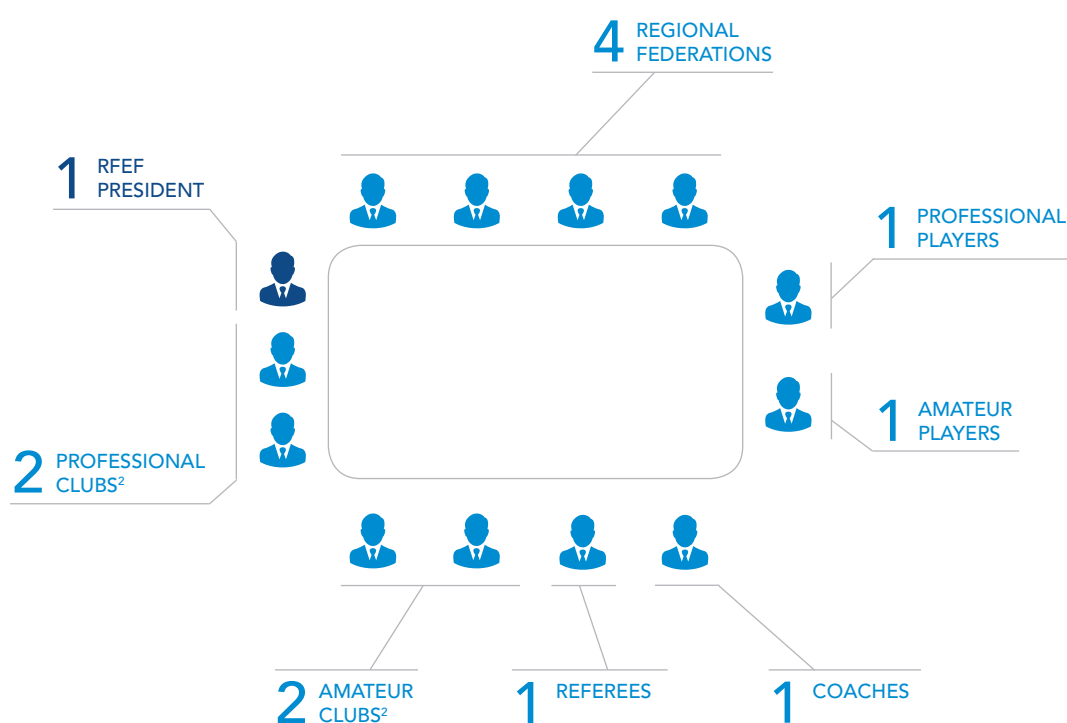 4 REGIONAL
FEDERATIONS
1 RFEF
PRESIDENT
1 PROFESSIONAL
PLAYERS
1 AMATEUR
PLAYERS
2 PROFESSIONAL
CLUBS²
2 AMATEUR
CLUBS²
1 REFEREES
1 COACHES